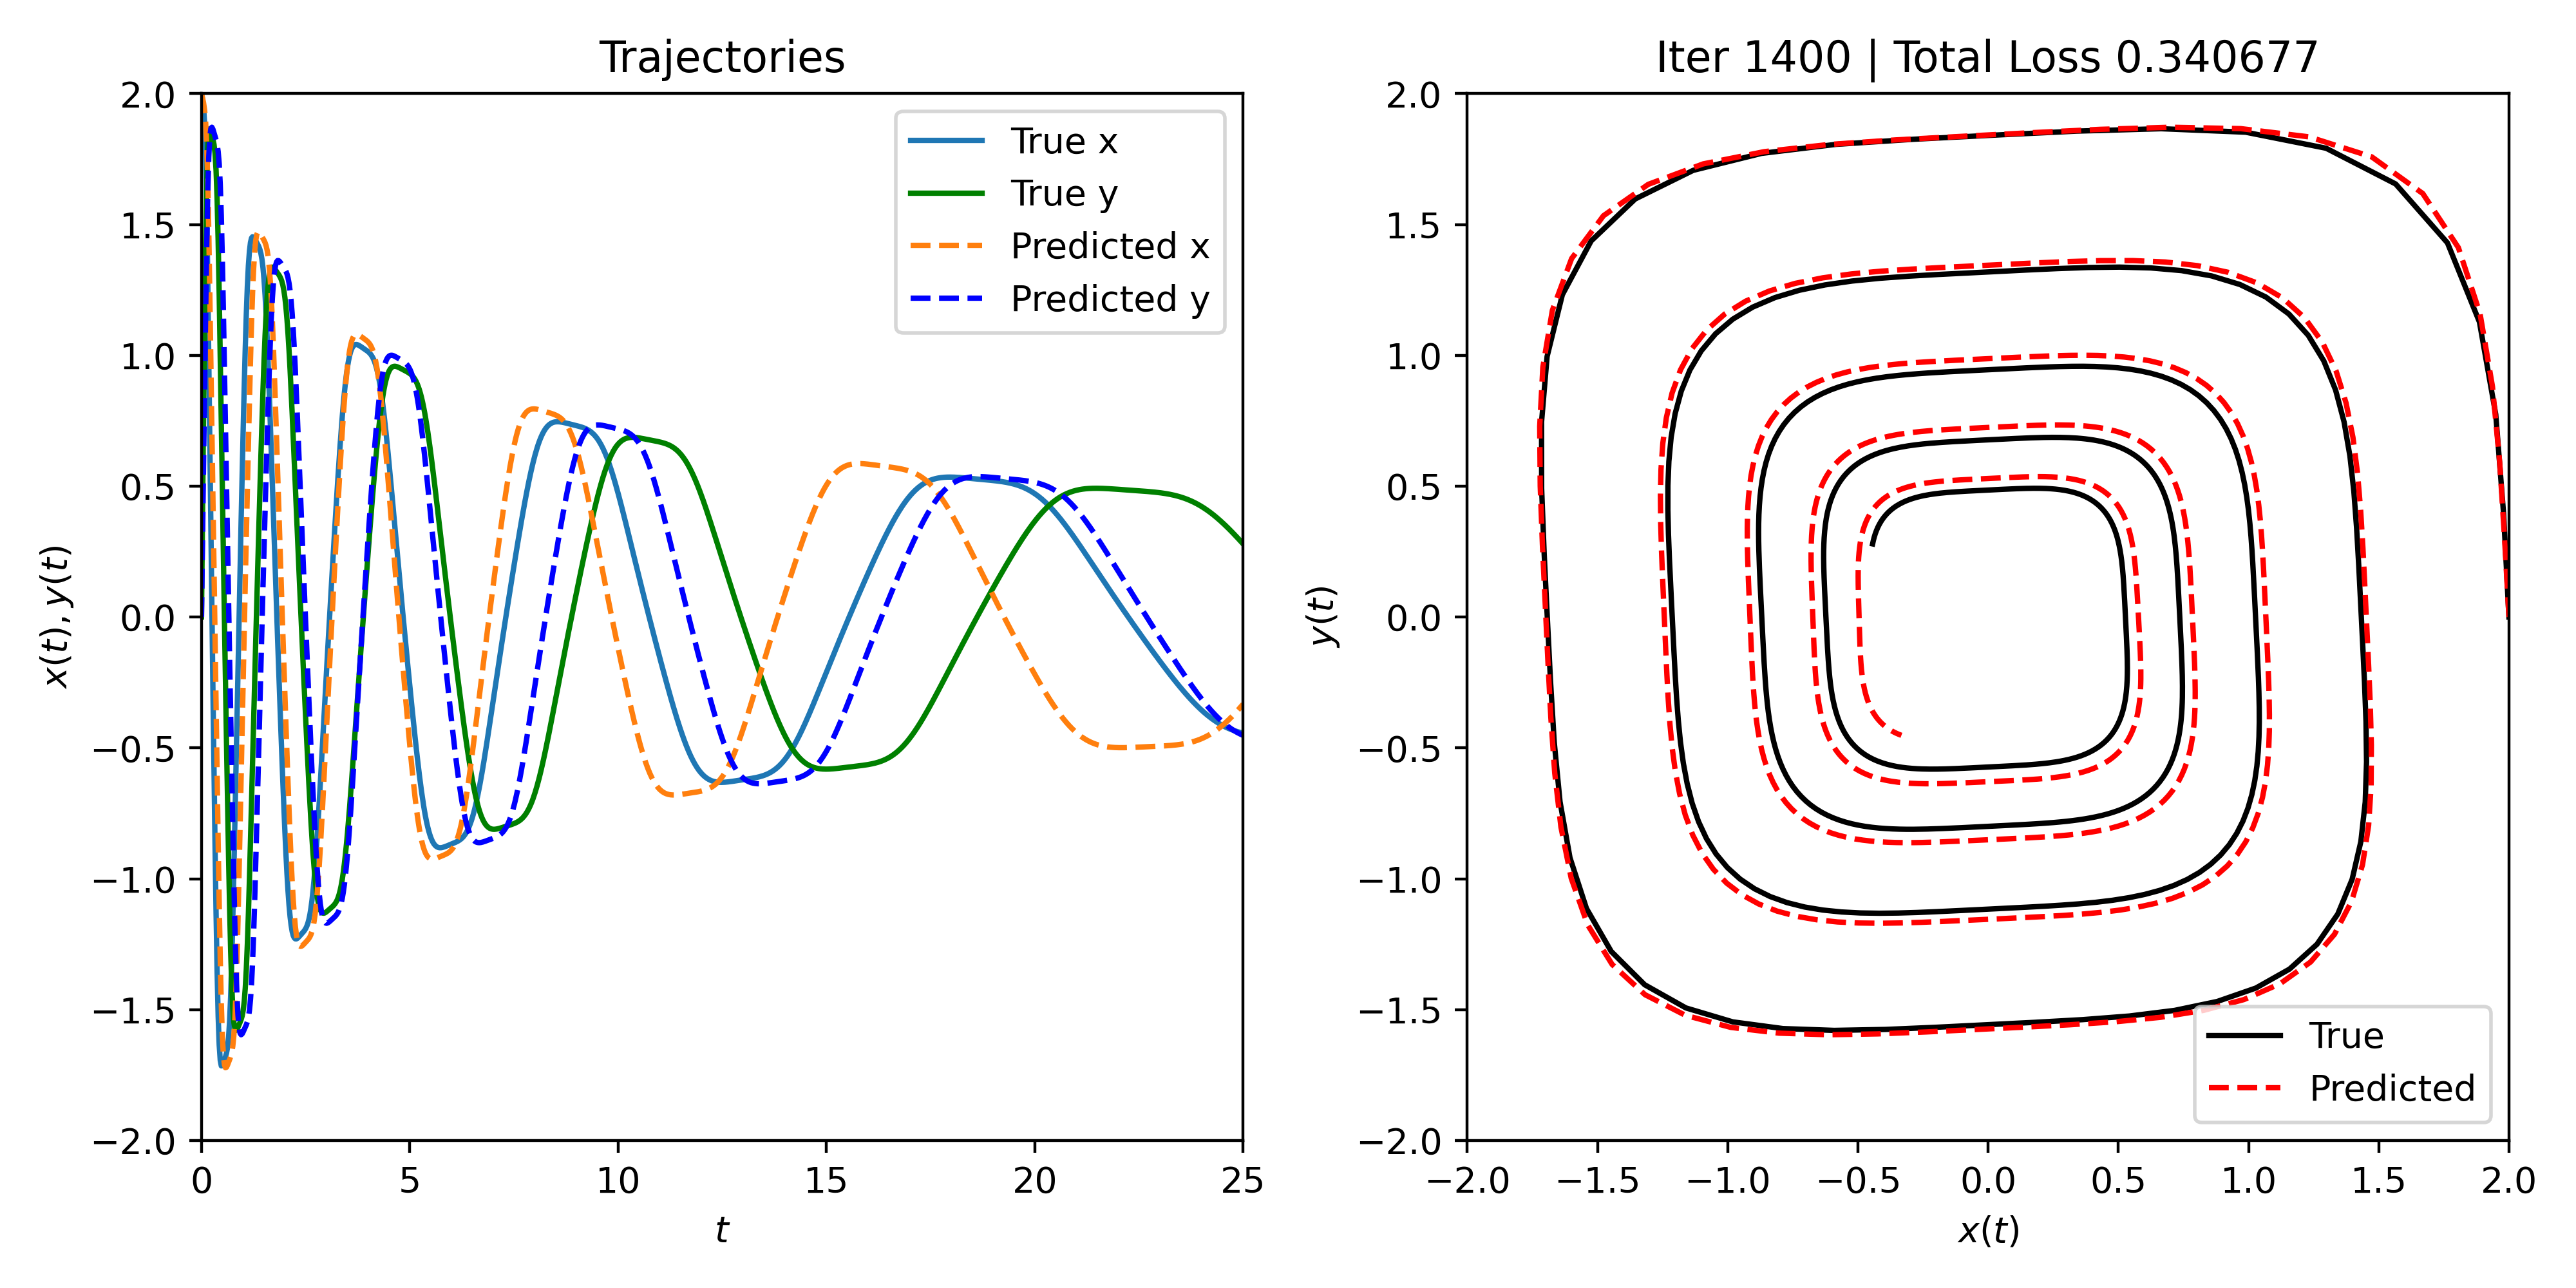 Trajectories
2.0
1.5
1.0
0.5
0.0
−0.5
−1.0
−1.5
−2.0
x(t), y(t)
True x
True y
Predicted x
Predicted y
0 5 10 15 20 25
t
Iter 1400 | Total Loss 0.340677
2.0
1.5
1.0
0.5
0.0
−0.5
−1.0
−1.5
−2.0
y(t)
True
Predicted
−2.0 −1.5 −1.0 −0.5 0.0 0.5 1.0 1.5 2.0
x(t)